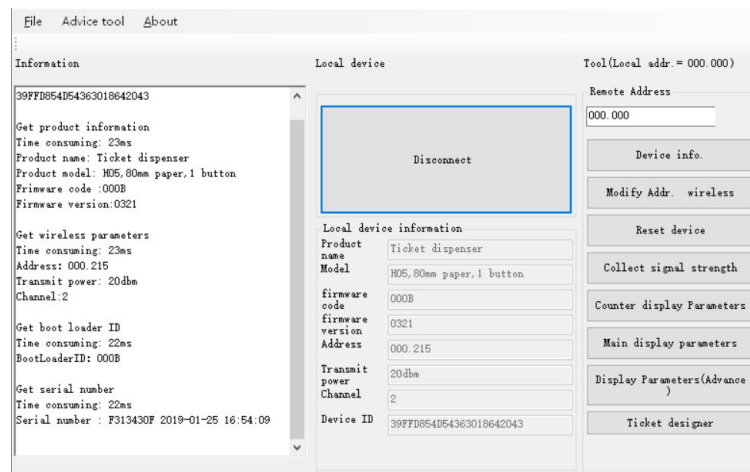 File Advice tool About
Information
39FFD854D54363018642043
Get product information
Time consuming: 23ms
Product name: Ticket dispenser
Product model: H05,80mm paper,1 button
Frimware code :000B
Firmware version:0321
Get wireless parameters
Time consuming: 23ms
Address: 000.215
Transmit power: 20dbm
Channel:2
Get boot loader ID
Time consuming: 22ms
BootLoaderID: 000B
Get serial number
Time consuming: 22ms
Serial number : F313430F 2019-01-25 16:54:09
Local device
Disconnect
Local device information
Product name
Ticket dispenser
Model
H05,80mm paper,1 button
firmware code
000B
firmware version
0321
Address
000.215
Transmit power
20dbm
Channel
2
Device ID
39FFD854D54363018642043
Tool(Local addr.= 000.000)
Remote Address
000.000
Device info.
Modify Addr. wireless
Reset device
Collect signal strength
Counter display Parameters
Main display parameters
Display Parameters(Advance
)
Ticket designer